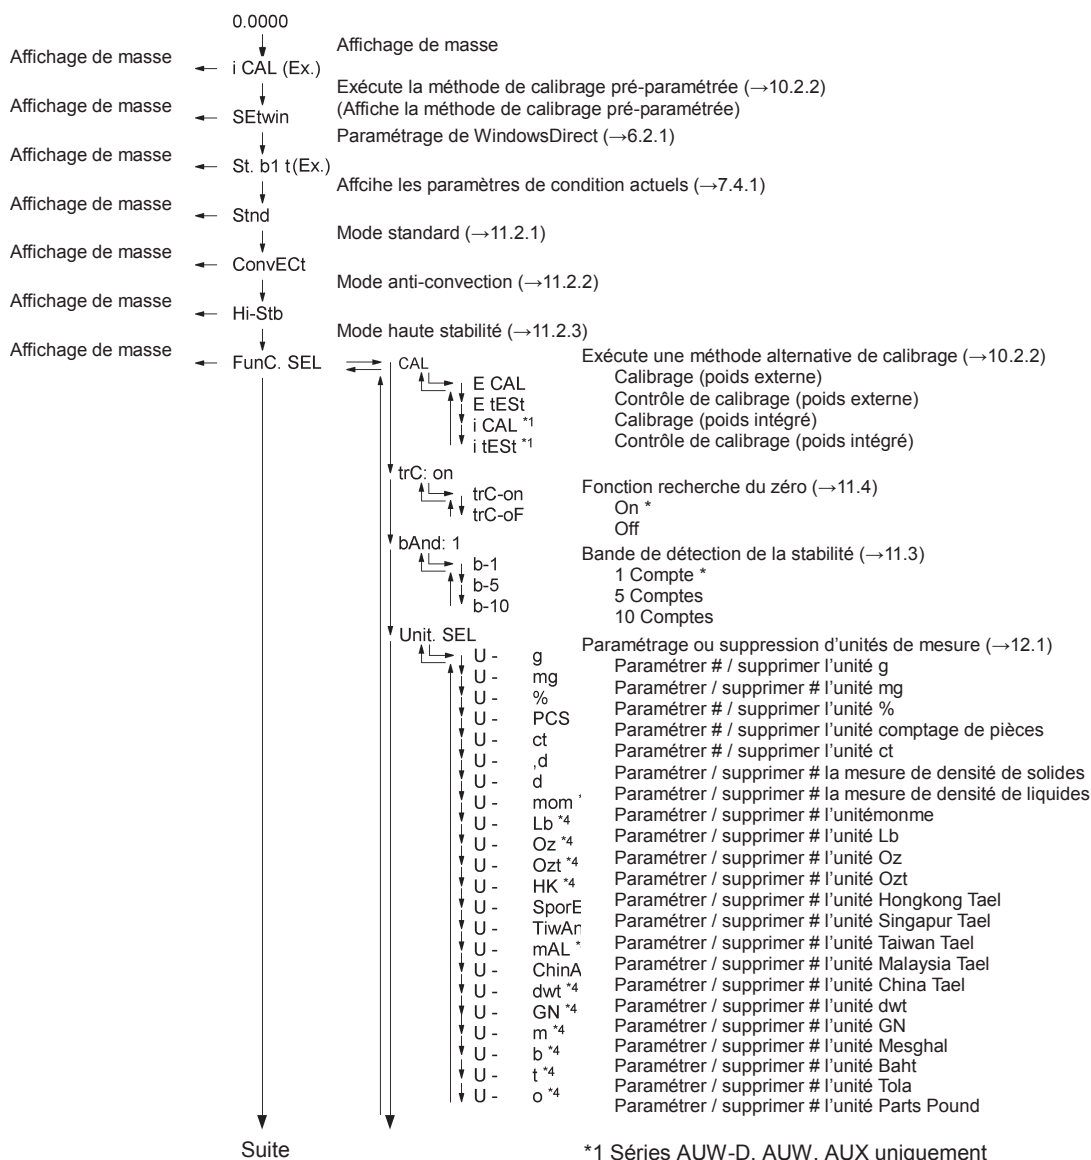 0.0000
Affichage de masse
Affichage de masse
i CAL (Ex.)
Exécute la méthode de calibrage pré-paramétrée (→10.2.2)
(Affiche la méthode de calibrage pré-paramétrée)
Affichage de masse
SEtwin
Paramétrage de WindowsDirect (→6.2.1)
Affichage de masse
St. b1 t(Ex.)
Affcihe les paramètres de condition actuels (→7.4.1)
Affichage de masse
Stnd
Mode standard (→11.2.1)
Affichage de masse
ConvECt
Mode anti-convection (→11.2.2)
Affichage de masse
Hi-Stb
Mode haute stabilité (→11.2.3)
Affichage de masse
FunC. SEL
CAL
Exécute une méthode alternative de calibrage (→10.2.2)
E CAL
Calibrage (poids externe)
E tESt
Contrôle de calibrage (poids externe)
i CAL *1
Calibrage (poids intégré)
i tESt *1
Contrôle de calibrage (poids intégré)
trC: on
Fonction recherche du zéro (→11.4)
trC-on
On *
trC-oF
Off
bAnd: 1
Bande de détection de la stabilité (→11.3)
b-1
1 Compte *
b-5
5 Comptes
b-10
10 Comptes
Unit. SEL
Paramétrage ou suppression d'unités de mesure (→12.1)
U - g
Paramétrer # / supprimer l'unité g
U - mg
Paramétrer / supprimer # l'unité mg
U - %
Paramétrer # / supprimer l'unité %
U - PCS
Paramétrer # / supprimer l'unité comptage de pièces
U - ct
Paramétrer # / supprimer l'unité ct
U - ,d
Paramétrer / supprimer # la mesure de densité de solides
U - d
Paramétrer / supprimer # la mesure de densité de liquides
U - mom
Paramétrer / supprimer # l'unitémonme
U - Lb *4
Paramétrer / supprimer # l'unité Lb
U - Oz *4
Paramétrer / supprimer # l'unité Oz
U - Ozt *4
Paramétrer / supprimer # l'unité Ozt
U - HK *4
Paramétrer / supprimer # l'unité Hongkong Tael
U - SporE
Paramétrer / supprimer # l'unité Singapur Tael
U - TiwAn
Paramétrer / supprimer # l'unité Taiwan Tael
U - mAL *
Paramétrer / supprimer # l'unité Malaysia Tael
U - ChinA
Paramétrer / supprimer # l'unité China Tael
U - dwt *4
Paramétrer / supprimer # l'unité dwt
U - GN *4
Paramétrer / supprimer # l'unité GN
U - m *4
Paramétrer / supprimer # l'unité Mesghal
U - b *4
Paramétrer / supprimer # l'unité Baht
U - t *4
Paramétrer / supprimer # l'unité Tola
U - o *4
Paramétrer / supprimer # l'unité Parts Pound
Suite
*1 Séries AUW-D, AUW, AUX uniquement